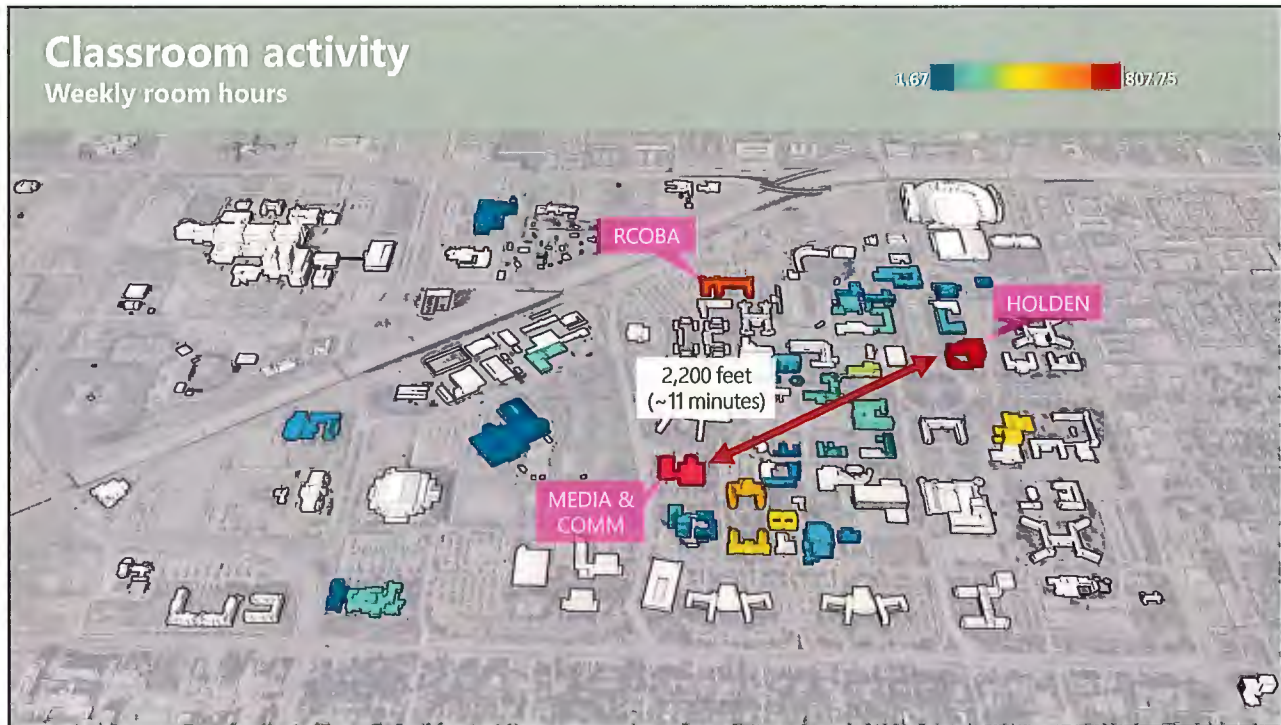 Classroom activity
Weekly room hours
1.67
807.75
RCOBA
HOLDEN
2,200 feet
(~11 minutes)
MEDIA &
COMM